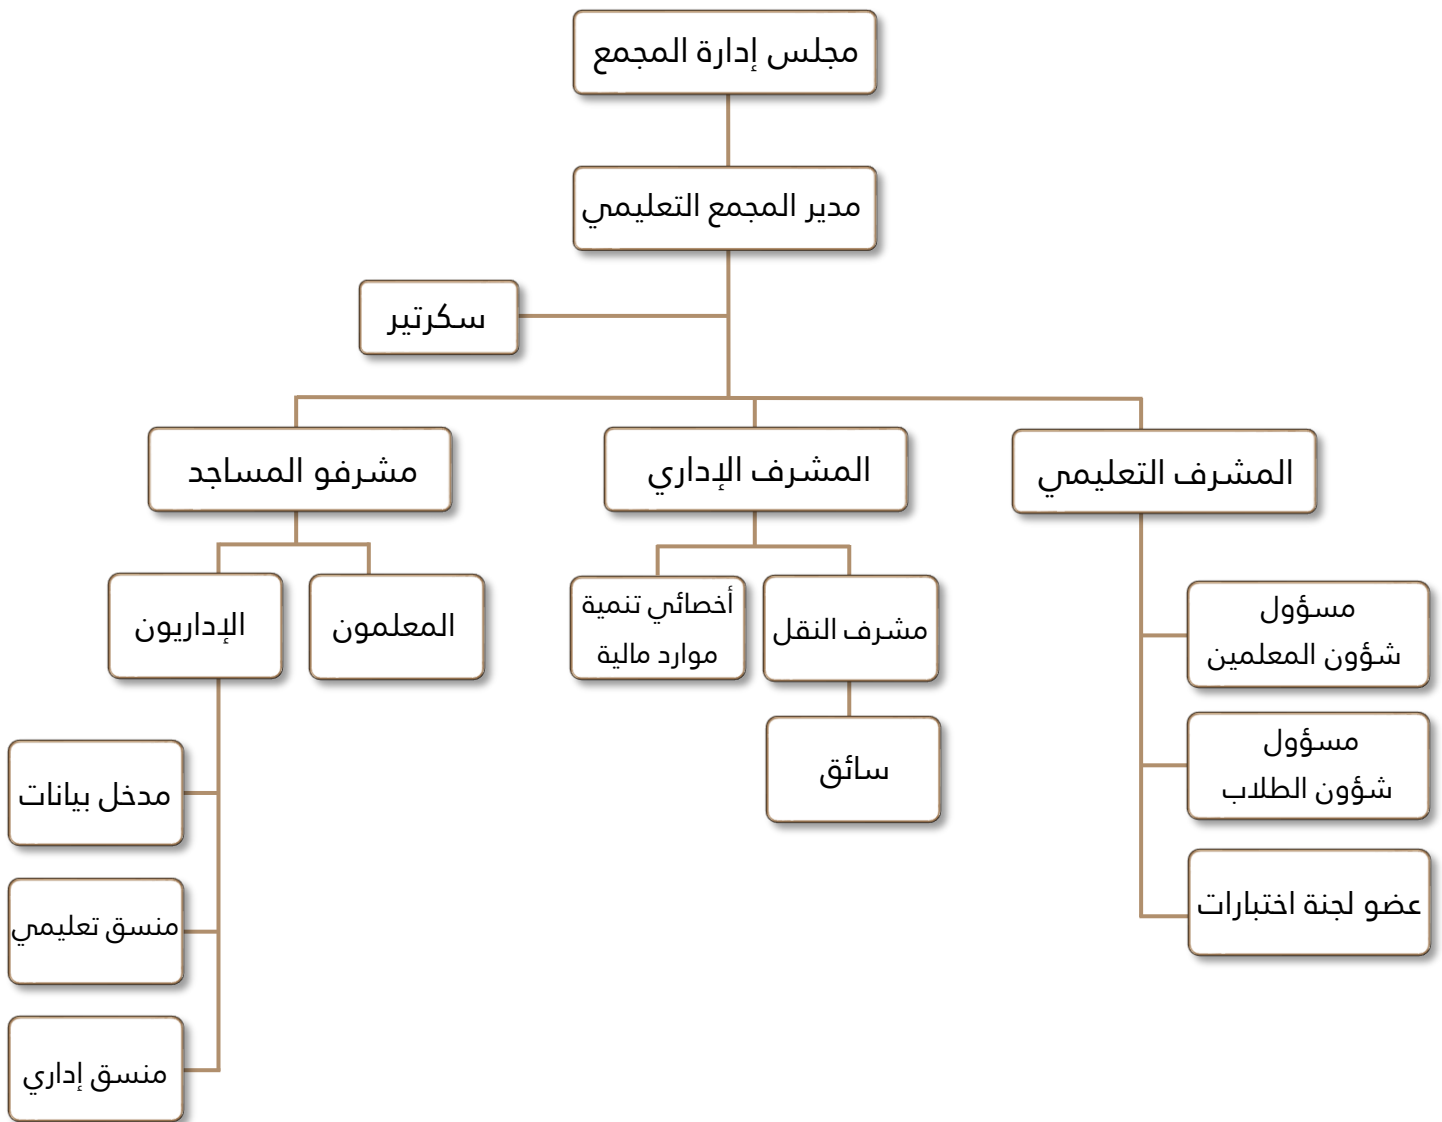 مجلس إدارة المجمع
مدير المجمع التعليمي
سكرتير
المشرف التعليمي
المشرف الإداري
مشرفو المساجد
مسؤول
شؤون المعلمين
مسؤول
شؤون الطلاب
عضو لجنة اختبارات
مشرف النقل
أخصائي تنمية
موارد مالية
سائق
المعلمون
الإداريون
مدخل بيانات
منسق تعليمي
منسق إداري